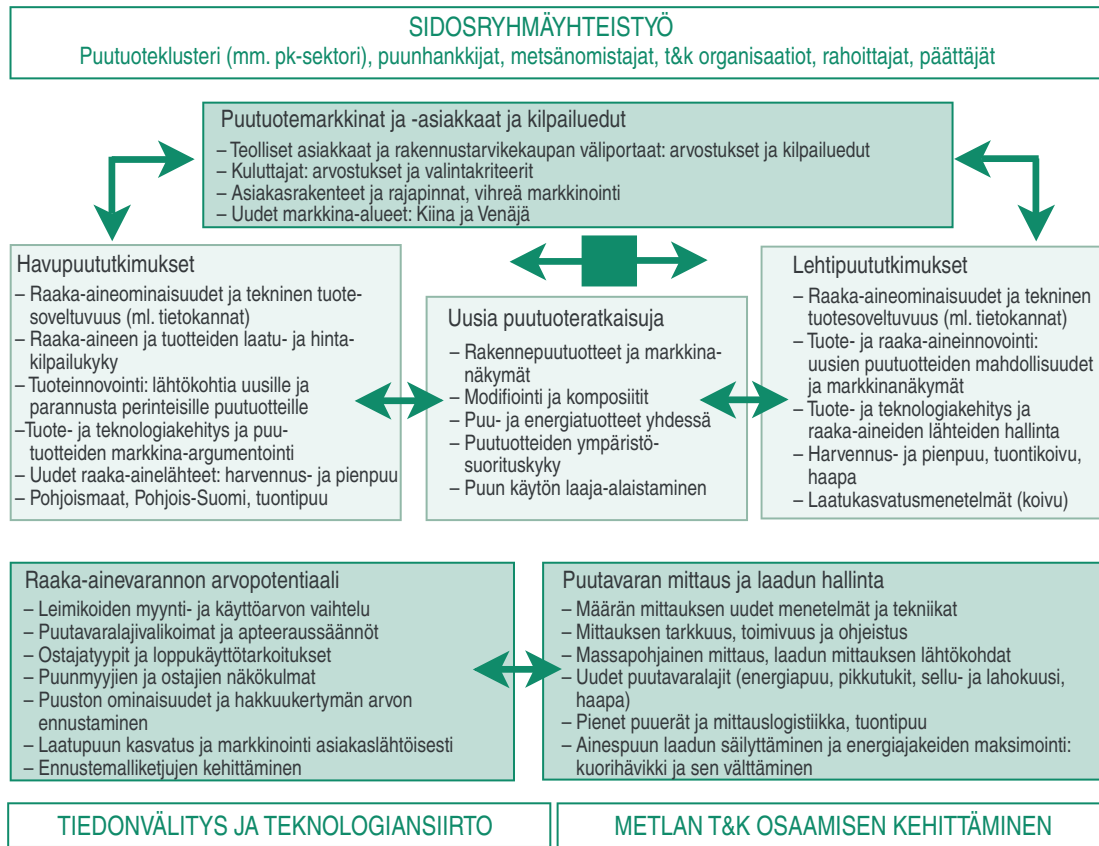 SIDOSRYHMÄYHTEISTYÖ
Puutuoteklusteri (mm. pk-sektori), puunhankkijat, metsänomistajat, t&k organisaatiot, rahoittajat, päättäjät
Puutuotemarkkinat ja -asiakkaat ja kilpailuedut
– Teolliset asiakkaat ja rakennustarvikekaupan väliportaat: arvostukset ja kilpailuedut
– Kuluttajat: arvostukset ja valintakriteerit
– Asiakasrakenteet ja rajapinnat, vihreä markkinointi
– Uudet markkina-alueet: Kiina ja Venäjä
Havupuututkimukset
– Raaka-aineominaisuudet ja tekninen tuote-
soveltuvuus (ml. tietokannat)
– Raaka-aineen ja tuotteiden laatu- ja hinta-
kilpailukyky
– Tuoteinnovointi: lähtökohtia uusille ja
parannusta perinteisille puutuotteille
–Tuote- ja teknologiakehitys ja puu-
tuotteiden markkina-argumentointi
– Uudet raaka-ainelähteet: harvennus- ja pienpuu
– Pohjoismaat, Pohjois-Suomi, tuontipuu
Uusia puutuoteratkaisuja
– Rakennepuutuotteet ja markkina-
näkymät
– Modifiointi ja komposiitit
– Puu- ja energiatuotteet yhdessä
– Puutuotteiden ympäristö-
suorituskyky
– Puun käytön laaja-alaistaminen
Lehtipuututkimukset
– Raaka-aineominaisuudet ja tekninen
tuotesoveltuvuus (ml. tietokannat)
– Tuote- ja raaka-aineinnovointi:
uusien puutuotteiden mahdollisuudet
ja markkinanäkymät
– Tuote- ja teknologiakehitys ja
raaka-aineiden lähteiden hallinta
– Harvennus- ja pienpuu, tuontikoivu,
haapa
– Laatukasvatusmenetelmät (koivu)
Raaka-ainevarannon arvopotentiaali
– Leimikoiden myynti- ja käyttöarvon vaihtelu
– Puutavaralajivalikoimat ja apteeraussäännöt
– Ostajatyypit ja loppukäyttötarkoitukset
– Puunmyyjien ja ostajien näkökulmat
– Puuston ominaisuudet ja hakkuukertymän arvon
ennustaminen
– Laatupuun kasvatus ja markkinointi asiakaslähtöisesti
– Ennustemalliketjujen kehittäminen
Puutavaran mittaus ja laadun hallinta
– Määrän mittauksen uudet menetelmät ja tekniikat
– Mittauksen tarkkuus, toimivuus ja ohjeistus
– Massapohjainen mittaus, laadun mittauksen lähtökohdat
– Uudet puutavaralajit (energiapuu, pikkutukit, sellu- ja lahokuusi,
haapa)
– Pienet puuerät ja mittauslogistiikka, tuontipuu
– Ainespuun laadun säilyttäminen ja energiajakeiden maksimointi:
kuorihävikki ja sen välttäminen
TIEDONVÄLITYS JA TEKNOLOGIANSIIRTO
METLAN T&K OSAAMISEN KEHITTÄMINEN